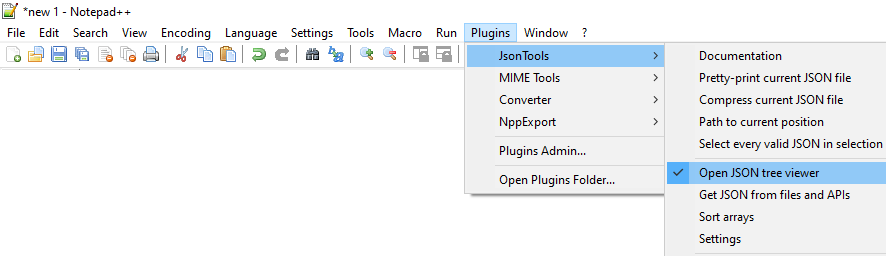 *new 1 - Notepad++
File Edit Search View Encoding Language Settings Tools Macro Run Plugins Window ?
JsonTools
MIME Tools
Converter
NppExport
Plugins Admin...
Open Plugins Folder...
Documentation
Pretty-print current JSON file
Compress current JSON file
Path to current position
Select every valid JSON in selection
Open JSON tree viewer
Get JSON from files and APIs
Sort arrays
Settings